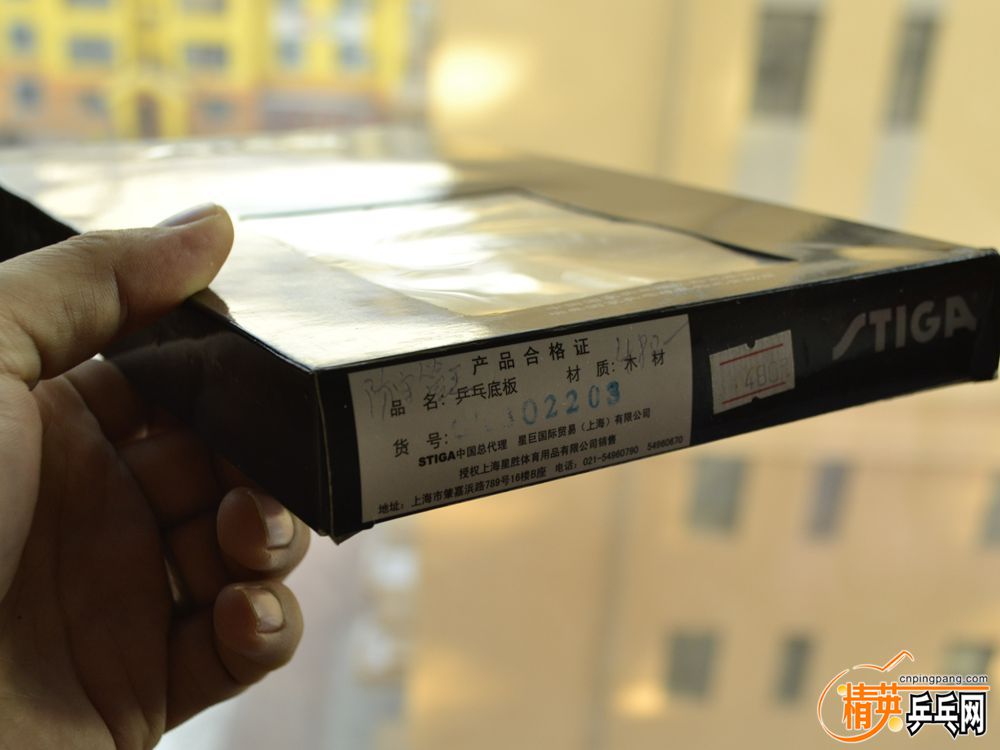 产品合格证
品 名：乒乓底板 材 质：木 材
货 号： 02203
STIGA中国总代理 星巨国际贸易（上海）有限公司
授权上海星胜体育用品有限公司销售
地址：上海市肇嘉浜路789号16楼B座 电话：021-54960790 54960670
480
STIGA
cnpingpang.com
精英乒乓网